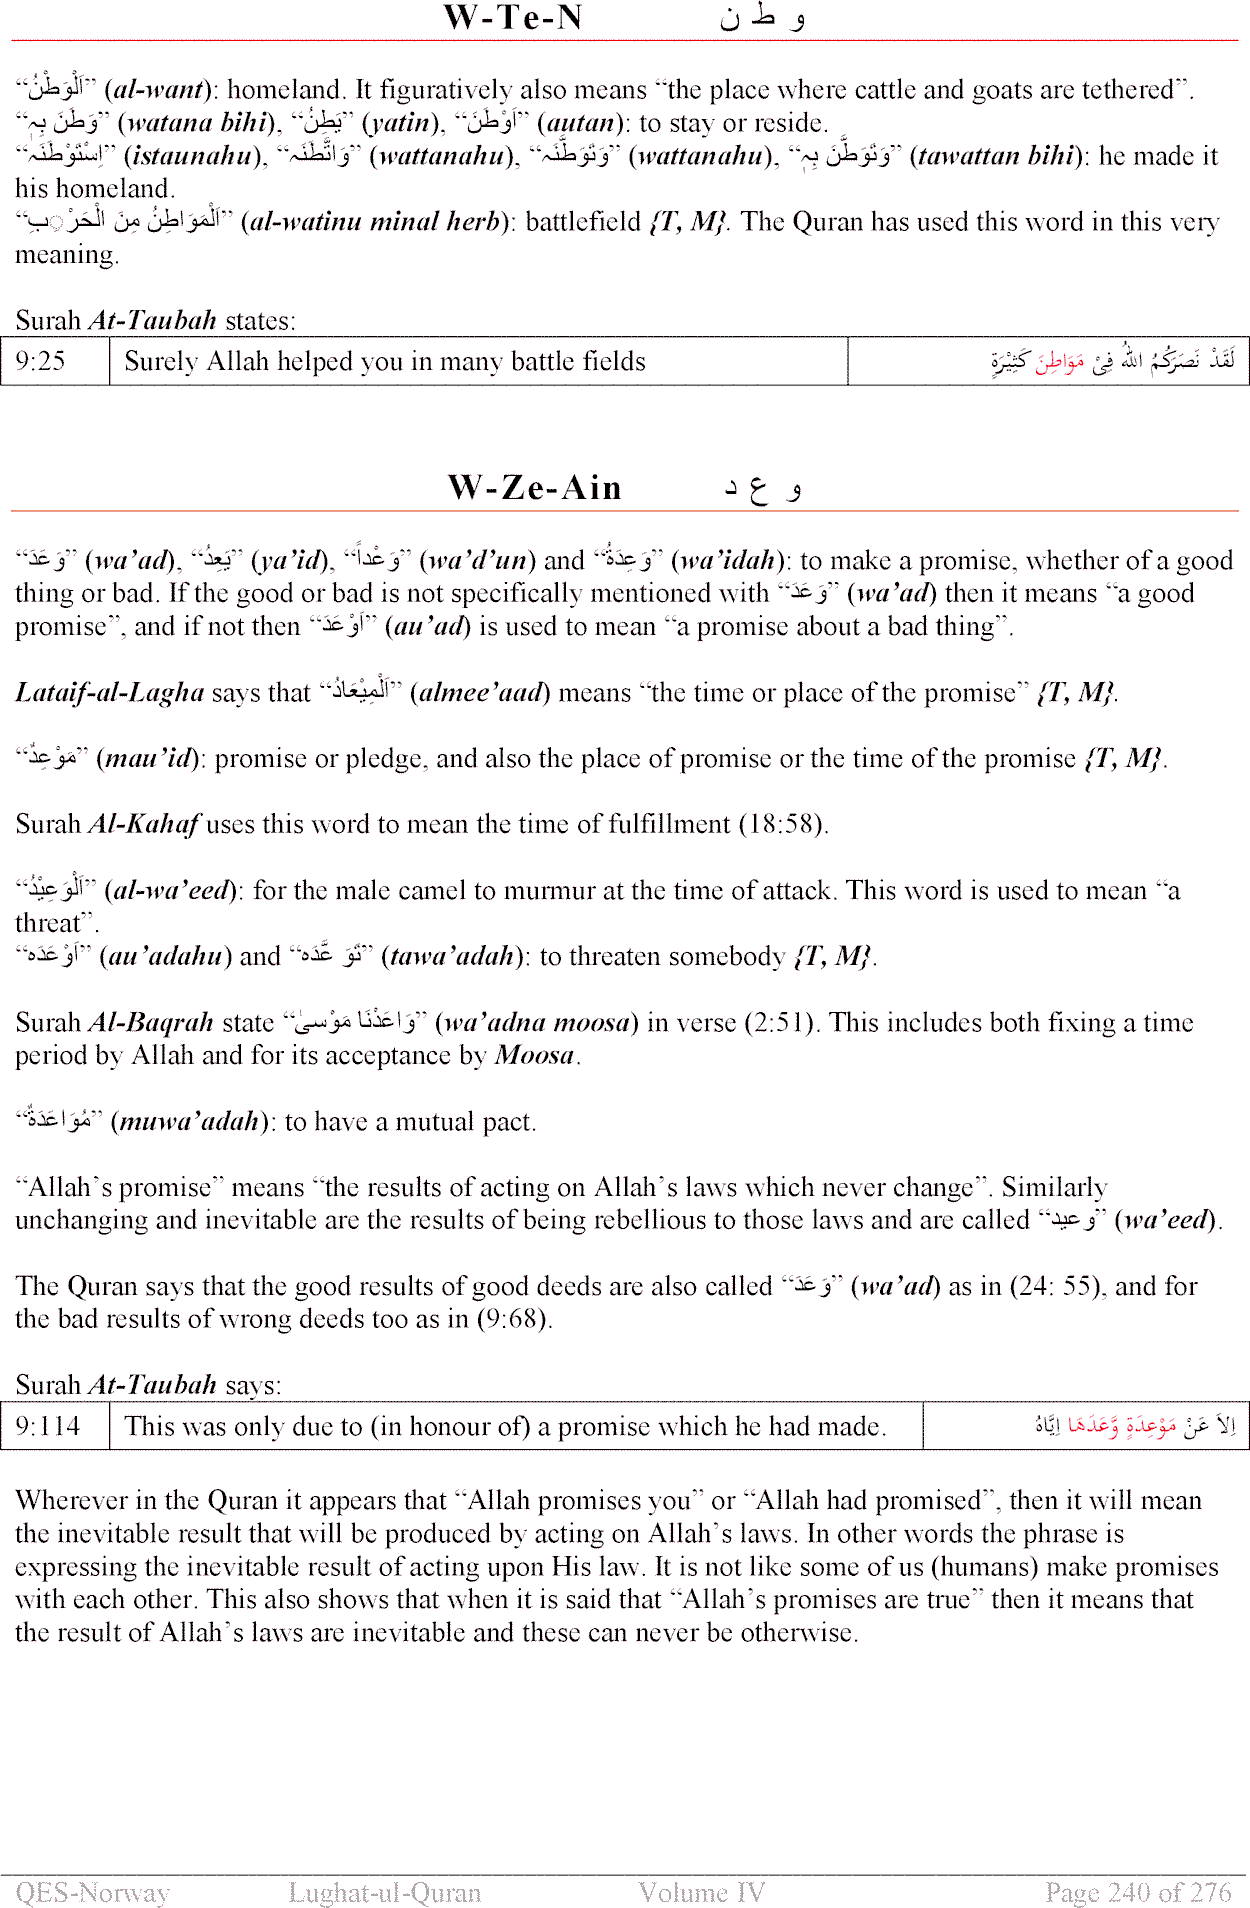 W-Te-N و ط ن
“اَلْوَطْنُ” (al-want): homeland. It figuratively also means “the place where cattle and goats are tethered”.
“وَطَنَ بِہٖ” (watana bihi), “يَطِنُ” (yatin), “اَوْطَنَ” (autan): to stay or reside.
“اِسْتَوْطَنَہ” (istaunahu), “وَاتَّطَنَہ” (wattanahu), “وَتَوَطَّنَہ” (wattanahu), “وَتَوَطَّنَ بِہٖ” (tawattan bihi): he made it
his homeland.
“اَلْمَوَاطِنُ مِنَ الْحَرْبِ” (al-watinu minal herb): battlefield {T, M}. The Quran has used this word in this very
meaning.
Surah At-Taubah states:
9:25 Surely Allah helped you in many battle fields لَقَدْ نَصَرَكُمُ اللهُ فِىْ مَوَاطِنَ كَثِيْرَةٍ
W-Ze-Ain و ع د
“وَعَدَ” (wa’ad), “يَعِدُ” (ya’id), “وَعْداً” (wa’d’un) and “وَعِدَةُ” (wa’idah): to make a promise, whether of a good
thing or bad. If the good or bad is not specifically mentioned with “وَعَدَ” (wa’ad) then it means “a good
promise”, and if not then “اَوْعَدَ” (au’ad) is used to mean “a promise about a bad thing”.
Lataif-al-Lagha says that “اَلْمِيْعَادُ” (almee’aad) means “the time or place of the promise” {T, M}.
“مَوْعِدٌ” (mau’id): promise or pledge, and also the place of promise or the time of the promise {T, M}.
Surah Al-Kahaf uses this word to mean the time of fulfillment (18:58).
“اَلْوَعِيْدُ” (al-wa’eed): for the male camel to murmur at the time of attack. This word is used to mean “a
threat”.
“اَوْعَدَه” (au’adahu) and “تَوَ عَّدَه” (tawa’adah): to threaten somebody {T, M}.
Surah Al-Baqrah state “وَاعَدْنَا مَوْسىٰ” (wa’adna moosa) in verse (2:51). This includes both fixing a time
period by Allah and for its acceptance by Moosa.
“مُوَاعَدَةٌ” (muwa’adah): to have a mutual pact.
“Allah’s promise” means “the results of acting on Allah’s laws which never change”. Similarly
unchanging and inevitable are the results of being rebellious to those laws and are called “وعيد” (wa’eed).
The Quran says that the good results of good deeds are also called “وَعَدَ” (wa’ad) as in (24: 55), and for
the bad results of wrong deeds too as in (9:68).
Surah At-Taubah says:
9:114 This was only due to (in honour of) a promise which he had made. اِلاَ عَنْ مَوْعِدَةٍ وَّعَدَهَا اِيَّاهُ
Wherever in the Quran it appears that “Allah promises you” or “Allah had promised”, then it will mean
the inevitable result that will be produced by acting on Allah’s laws. In other words the phrase is
expressing the inevitable result of acting upon His law. It is not like some of us (humans) make promises
with each other. This also shows that when it is said that “Allah’s promises are true” then it means that
the result of Allah’s laws are inevitable and these can never be otherwise.
QES-Norway Lughat-ul-Quran Volume IV Page 240 of 276